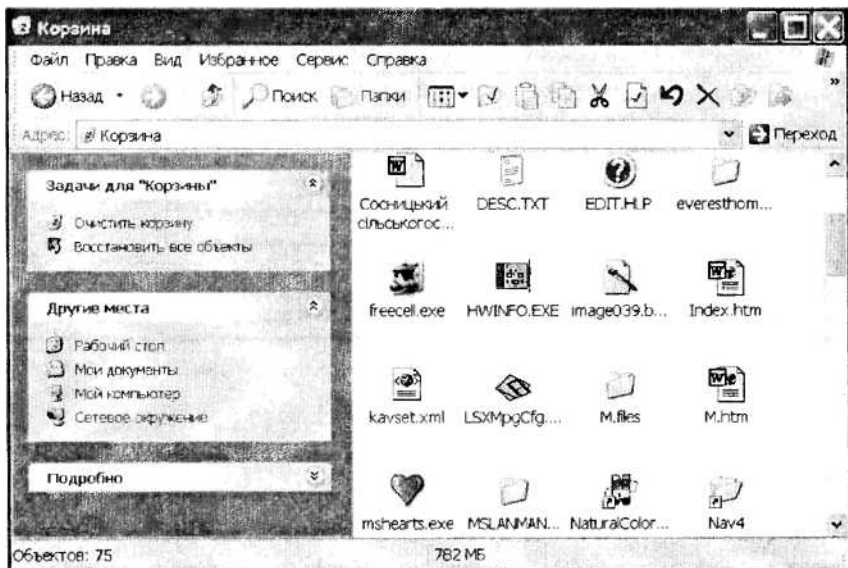 Корзина
Файл Правка Вид Избранное Сервис Справка
Назад Поиск Папки »
Адрес: Корзина Переход
Задачи для "Корзины"
Очистить корзину
Восстановить все объекты
Другие места
Рабочий стол
Мои документы
Мой компьютер
Сетевое окружение
Подробно
Сосницький сільськогос...
DESC.TXT
EDIT.HLP
everesthom...
freecell.exe
HWINFO.EXE
image039.b...
Index.htm
kavset.xml
LSXMpgCfg....
M.files
M.htm
mshearts.exe
MSLANMAN...
NaturalColor...
Nav4
Объектов: 75 782 МБ